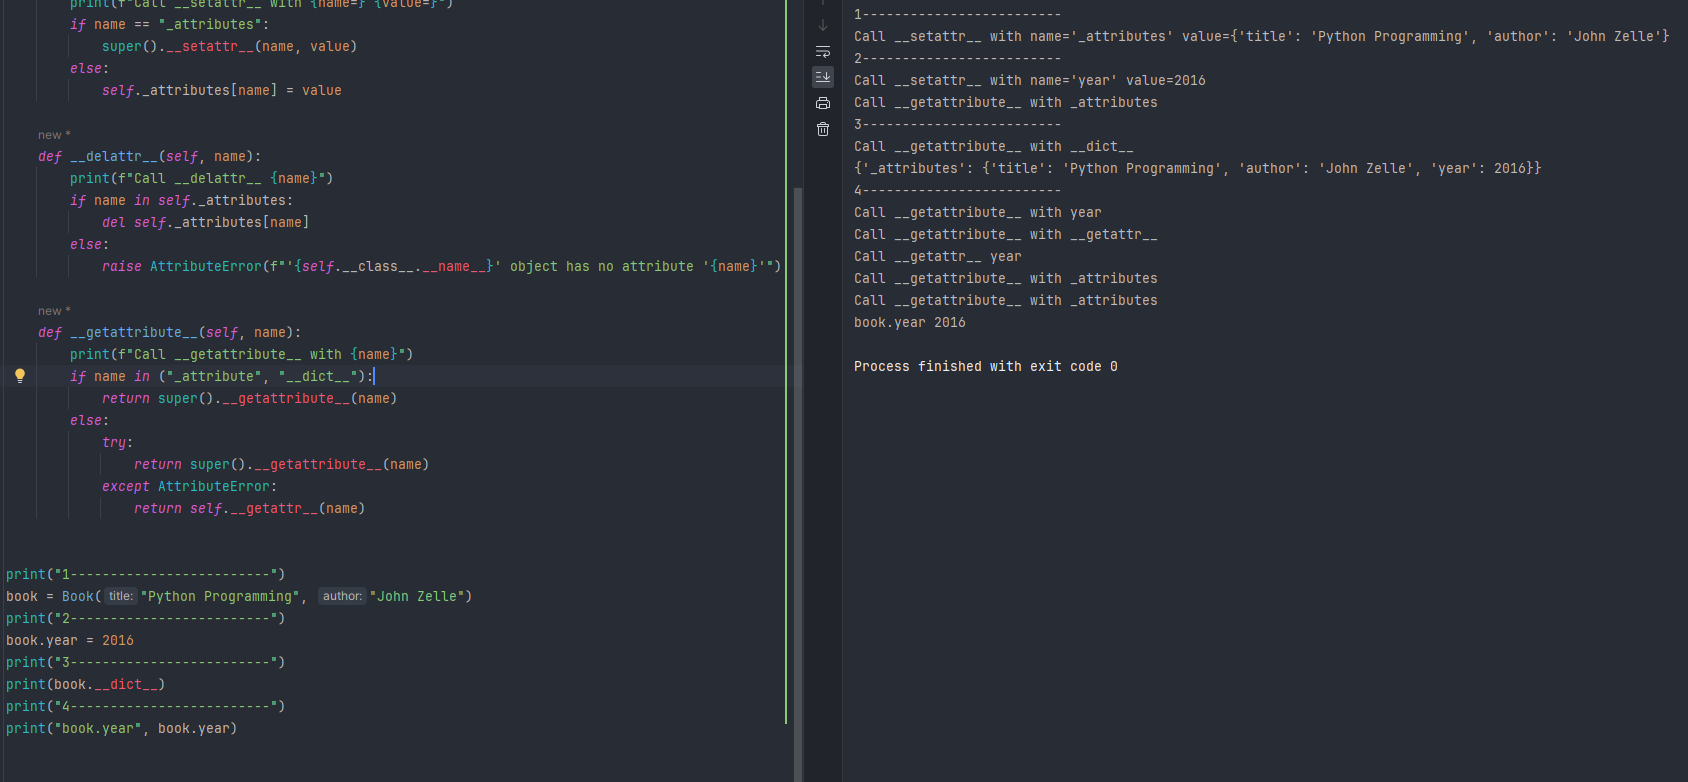 print(f"Call __setattr__ with {name=} {value=}")
if name == "_attributes":
super().__setattr__(name, value)
else:
self._attributes[name] = value
new *
def __delattr__(self, name):
print(f"Call __delattr__ {name}")
if name in self._attributes:
del self._attributes[name]
else:
raise AttributeError(f"'{self.__class__.__name__}' object has no attribute '{name}'")
new *
def __getattribute__(self, name):
print(f"Call __getattribute__ with {name}")
if name in ("_attribute", "__dict__"):
return super().__getattribute__(name)
else:
try:
return super().__getattribute__(name)
except AttributeError:
return self.__getattr__(name)
print("1-------------------------")
book = Book( title: "Python Programming", author: "John Zelle")
print("2-------------------------")
book.year = 2016
print("3-------------------------")
print(book.__dict__)
print("4-------------------------")
print("book.year", book.year)
1-------------------------
Call __setattr__ with name='_attributes' value={'title': 'Python Programming', 'author': 'John Zelle'}
2-------------------------
Call __setattr__ with name='year' value=2016
Call __getattribute__ with _attributes
3-------------------------
Call __getattribute__ with __dict__
{'_attributes': {'title': 'Python Programming', 'author': 'John Zelle', 'year': 2016}}
4-------------------------
Call __getattribute__ with year
Call __getattribute__ with __getattr__
Call __getattr__ year
Call __getattribute__ with _attributes
Call __getattribute__ with _attributes
book.year 2016
Process finished with exit code 0